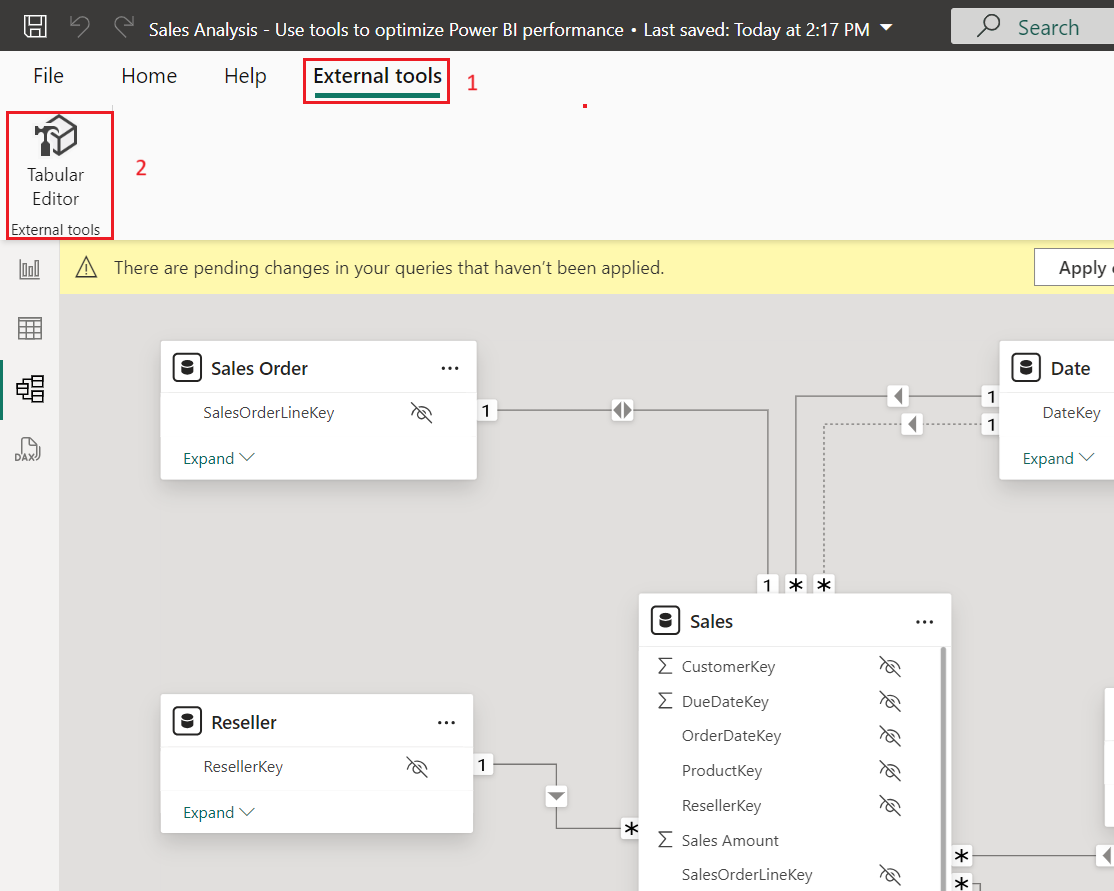 Sales Analysis - Use tools to optimize Power BI performance • Last saved: Today at 2:17 PM
Search
File Home Help External tools 1
2
Tabular
Editor
External tools
There are pending changes in your queries that haven't been applied.
Apply
Sales Order
SalesOrderLineKey
Expand
1
Date
DateKey
Expand
1
1
1 * *
Sales
CustomerKey
DueDateKey
OrderDateKey
ProductKey
ResellerKey
Σ Sales Amount
SalesOrderLineKey
Reseller
ResellerKey
Expand
1
*
*
*
DAX